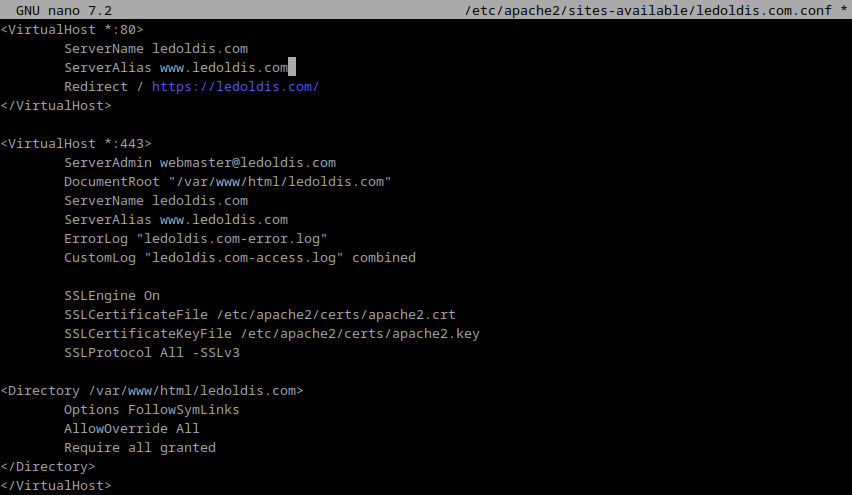 GNU nano 7.2 /etc/apache2/sites-available/ledoldis.com.conf *
<VirtualHost *:80>
        ServerName ledoldis.com
        ServerAlias www.ledoldis.com
        Redirect / https://ledoldis.com/
</VirtualHost>

<VirtualHost *:443>
        ServerAdmin webmaster@ledoldis.com
        DocumentRoot "/var/www/html/ledoldis.com"
        ServerName ledoldis.com
        ServerAlias www.ledoldis.com
        ErrorLog "ledoldis.com-error.log"
        CustomLog "ledoldis.com-access.log" combined

        SSLEngine On
        SSLCertificateFile /etc/apache2/certs/apache2.crt
        SSLCertificateKeyFile /etc/apache2/certs/apache2.key
        SSLProtocol All -SSLv3

<Directory /var/www/html/ledoldis.com>
        Options FollowSymLinks
        AllowOverride All
        Require all granted
</Directory>
</VirtualHost>